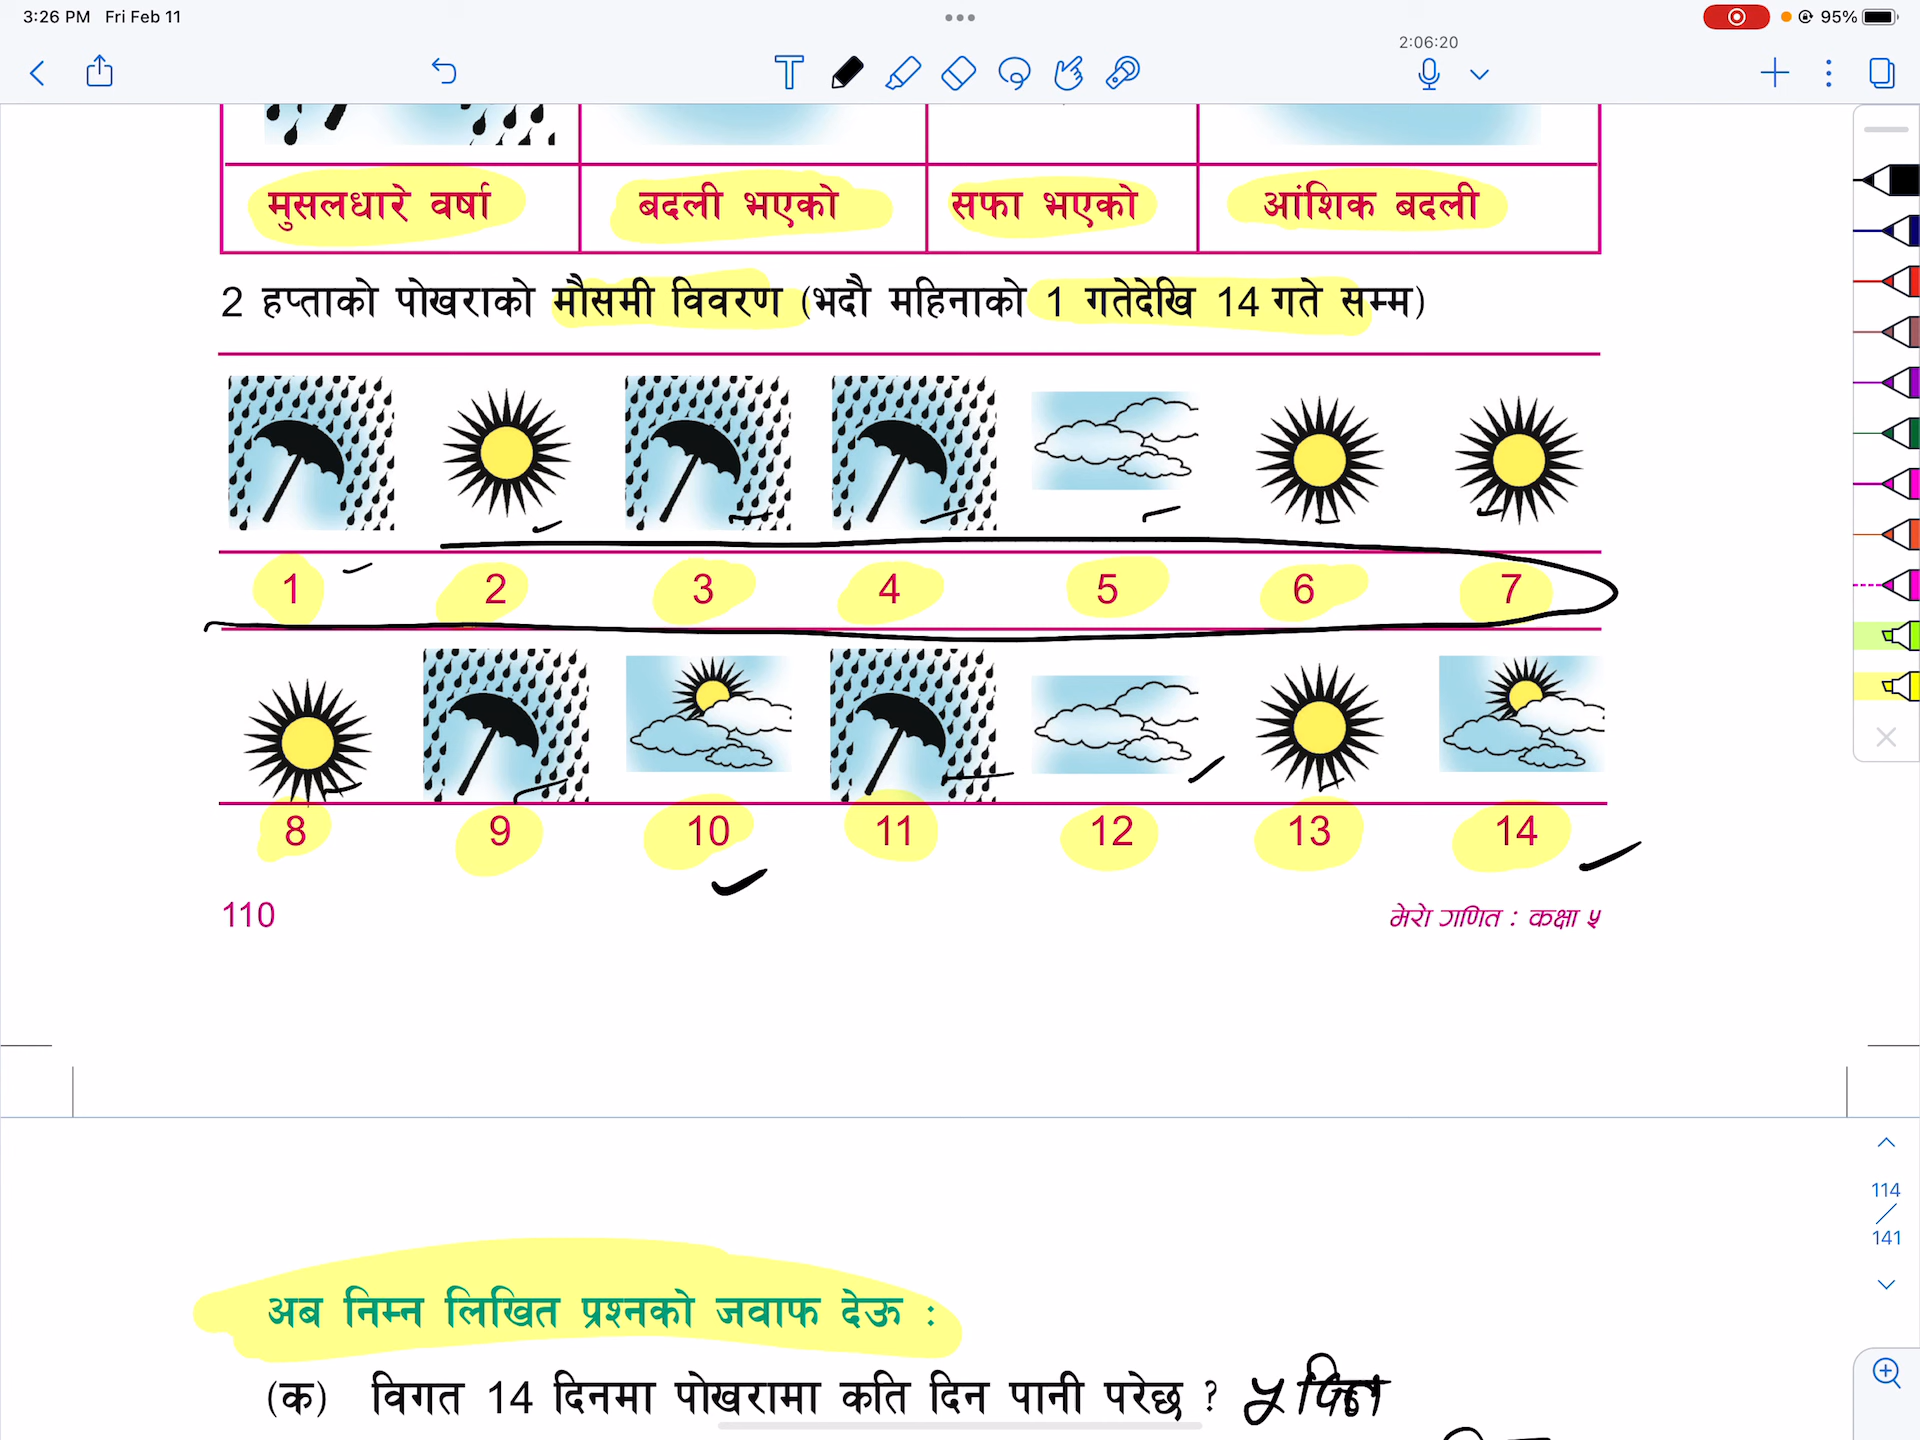 3:26 PM Fri Feb 11
95%
2:06:20
मुसलधारे वर्षा बदली भएको सफा भएको आंशिक बदली
2 हप्ताको पोखराको मौसमी विवरण (भदौ महिनाको 1 गतेदेखि 14 गते सम्म)
1 2 3 4 5 6 7
8 9 10 11 12 13 14
110 मेरो गणित : कक्षा ५
114
141
अब निम्न लिखित प्रश्नको जवाफ देऊ :
(क) विगत 14 दिनमा पोखरामा कति दिन पानी परेछ ? ५